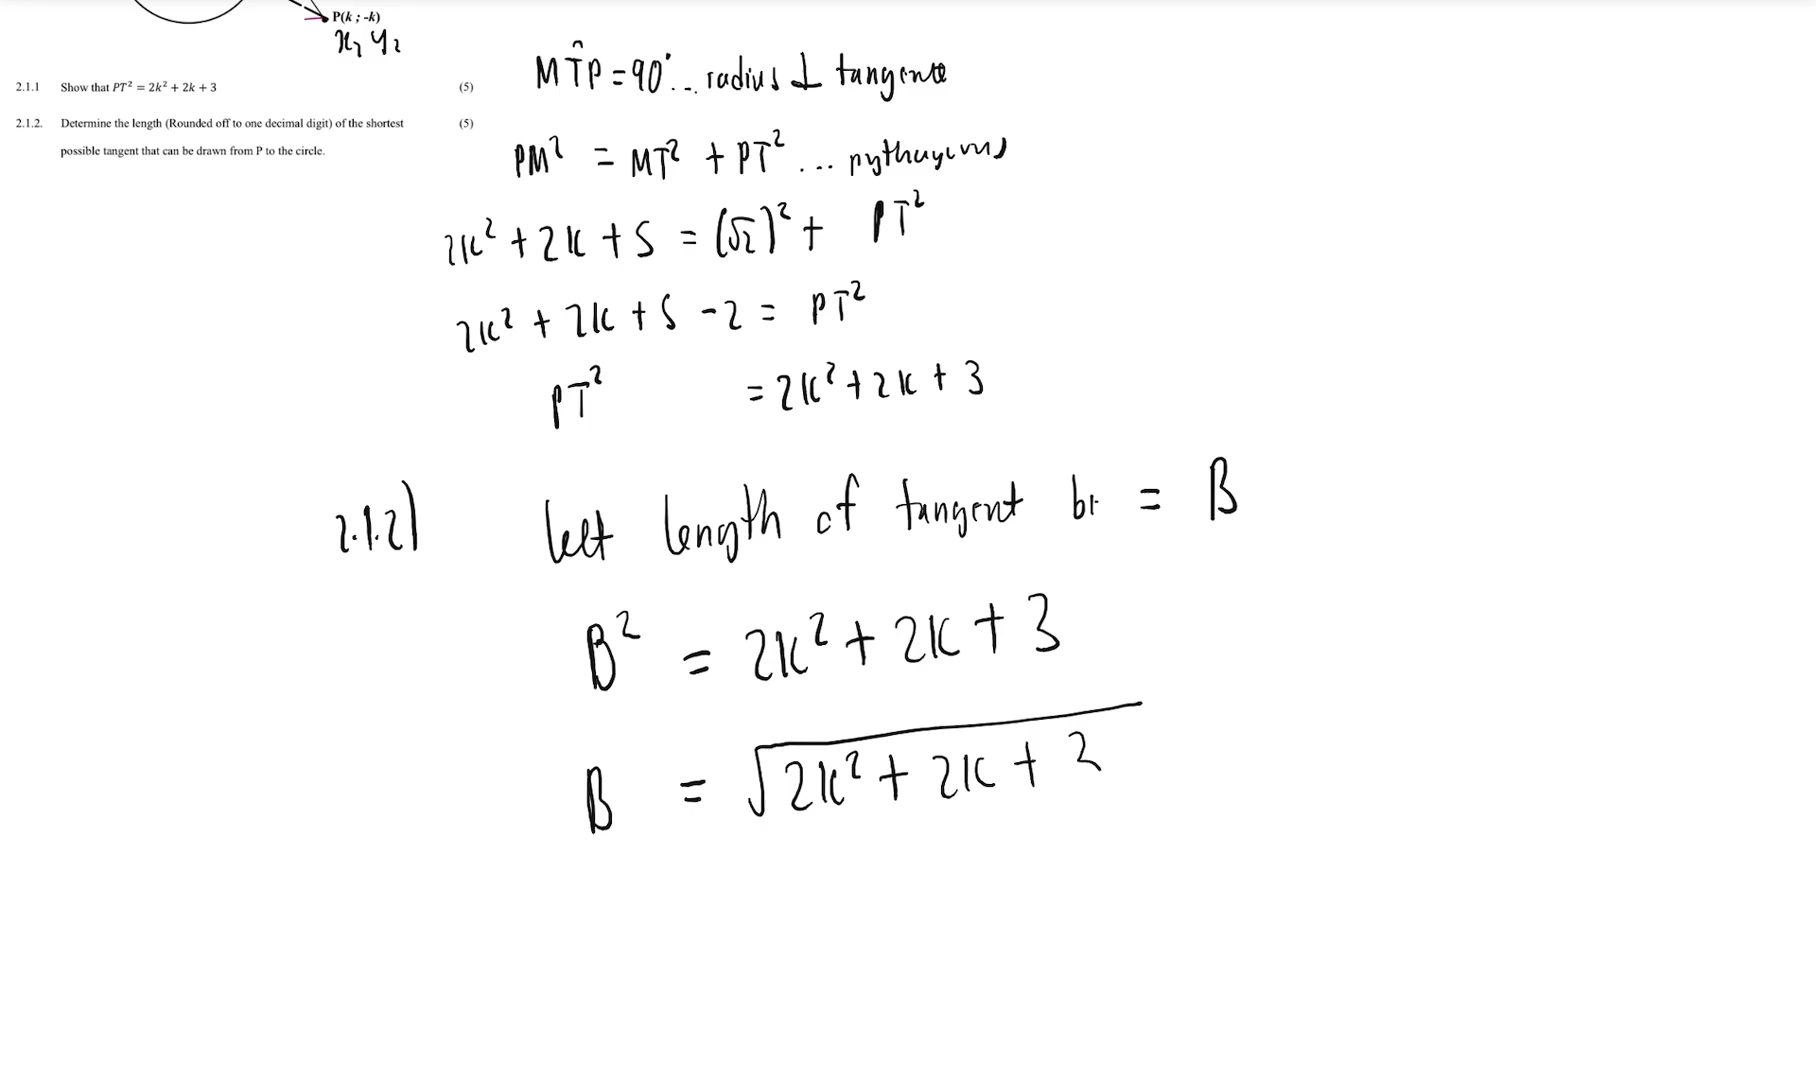 P(k ; -k)
x₂ y₂
2.1.1 Show that PT² = 2k² + 2k + 3 (5)
2.1.2. Determine the length (Rounded off to one decimal digit) of the shortest (5)
possible tangent that can be drawn from P to the circle.
MT̂P = 90° ... radius ⊥ tangent
PM² = MT² + PT² ...
2k² + 2k + 5 = (√2)² + PT²
2k² + 2k + 5 - 2 = PT²
PT² = 2k² + 2k + 3
2.1.2) let length of tangent be = B
B² = 2k² + 2k + 3
B = √2k² + 2k + 2